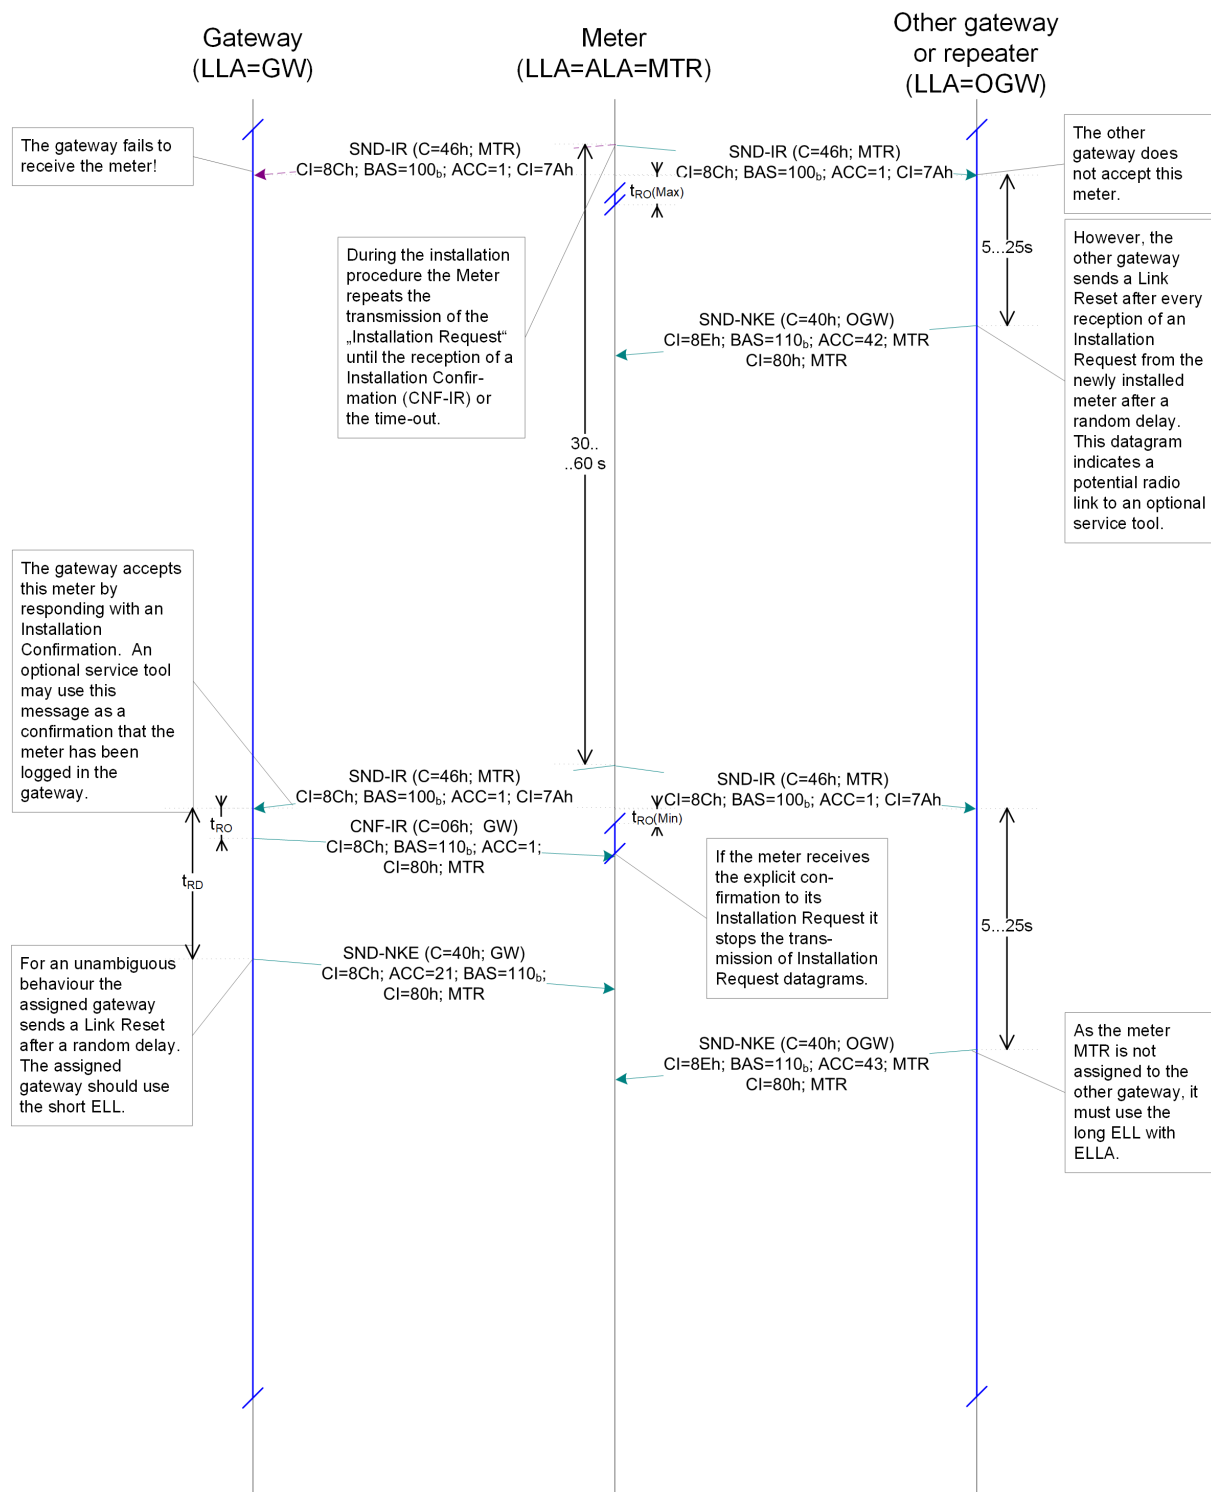 Gateway
(LLA=GW)
Meter
(LLA=ALA=MTR)
Other gateway
or repeater
(LLA=OGW)
The gateway fails to
receive the meter!
SND-IR (C=46h; MTR)
CI=8Ch; BAS=100b; ACC=1; CI=7Ah
SND-IR (C=46h; MTR)
CI=8Ch; BAS=100b; ACC=1; CI=7Ah
tRO(Max)
The other
gateway does
not accept this
meter.
5...25s
During the installation
procedure the Meter
repeats the
transmission of the
„Installation Request“
until the reception of a
Installation Confir-
mation (CNF-IR) or
the time-out.
However, the
other gateway
sends a Link
Reset after every
reception of an
Installation
Request from the
newly installed
meter after a
random delay.
This datagram
indicates a
potential radio
link to an optional
service tool.
SND-NKE (C=40h; OGW)
CI=8Eh; BAS=110b; ACC=42; MTR
CI=80h; MTR
30..
..60 s
The gateway accepts
this meter by
responding with an
Installation
Confirmation.  An
optional service tool
may use this
message as a
confirmation that the
meter has been
logged in the
gateway.
SND-IR (C=46h; MTR)
CI=8Ch; BAS=100b; ACC=1; CI=7Ah
SND-IR (C=46h; MTR)
CI=8Ch; BAS=100b; ACC=1; CI=7Ah
tRO
tRO(Min)
CNF-IR (C=06h;  GW)
CI=8Ch; BAS=110b; ACC=1;
CI=80h; MTR
tRD
If the meter receives
the explicit con-
firmation to its
Installation Request it
stops the trans-
mission of Installation
Request datagrams.
5...25s
For an unambiguous
behaviour the
assigned gateway
sends a Link Reset
after a random delay.
The assigned
gateway should use
the short ELL.
SND-NKE (C=40h; GW)
CI=8Ch; ACC=21; BAS=110b;
CI=80h; MTR
SND-NKE (C=40h; OGW)
CI=8Eh; BAS=110b; ACC=43; MTR
CI=80h; MTR
As the meter
MTR is not
assigned to the
other gateway, it
must use the
long ELL with
ELLA.